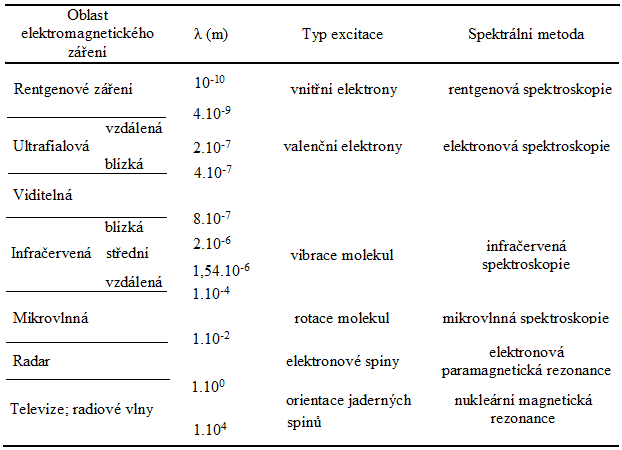 Oblast
elektromagnetického
záření
λ (m)
Typ excitace
Spektrální metoda
Rentgenové záření
10-10
vnitřní elektrony
rentgenová spektroskopie
4.10-9
vzdálená
Ultrafialová
2.10-7
valenční elektrony
elektronová spektroskopie
blízká
4.10-7
Viditelná
8.10-7
blízká
2.10-6
Infračervená
střední
vibrace molekul
infračervená
spektroskopie
1,54.10-6
vzdálená
1.10-4
Mikrovlnná
rotace molekul
mikrovlnná spektroskopie
1.10-2
Radar
elektronové spiny
elektronová
paramagnetická rezonance
1.100
Televize; radiové vlny
orientace jaderných
spinů
nukleární magnetická
rezonance
1.104